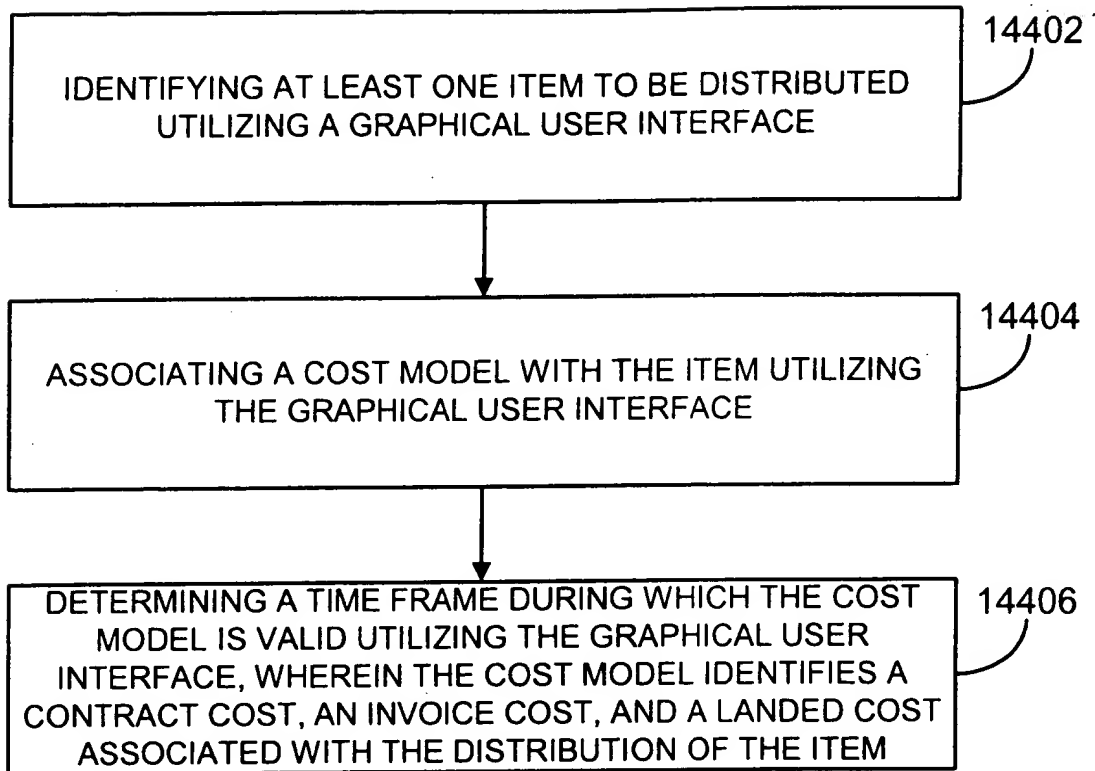 14402
IDENTIFYING AT LEAST ONE ITEM TO BE DISTRIBUTED
UTILIZING A GRAPHICAL USER INTERFACE
14404
ASSOCIATING A COST MODEL WITH THE ITEM UTILIZING
THE GRAPHICAL USER INTERFACE
14406
DETERMINING A TIME FRAME DURING WHICH THE COST
MODEL IS VALID UTILIZING THE GRAPHICAL USER
INTERFACE, WHEREIN THE COST MODEL IDENTIFIES A
CONTRACT COST, AN INVOICE COST, AND A LANDED COST
ASSOCIATED WITH THE DISTRIBUTION OF THE ITEM